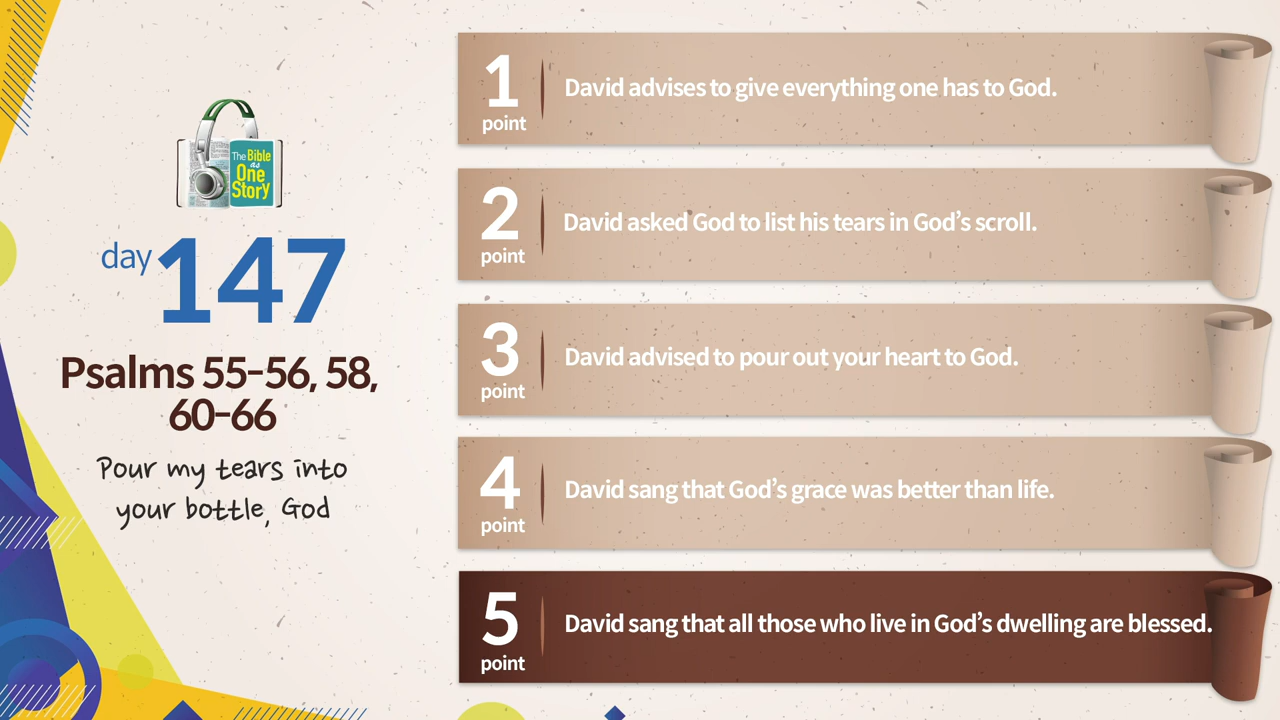 The Bible
as
One
Story
day 147
Psalms 55-56, 58,
60-66
Pour my tears into
your bottle, God
1
point
David advises to give everything one has to God.
2
point
David asked God to list his tears in God's scroll.
3
point
David advised to pour out your heart to God.
4
point
David sang that God's grace was better than life.
5
point
David sang that all those who live in God's dwelling are blessed.